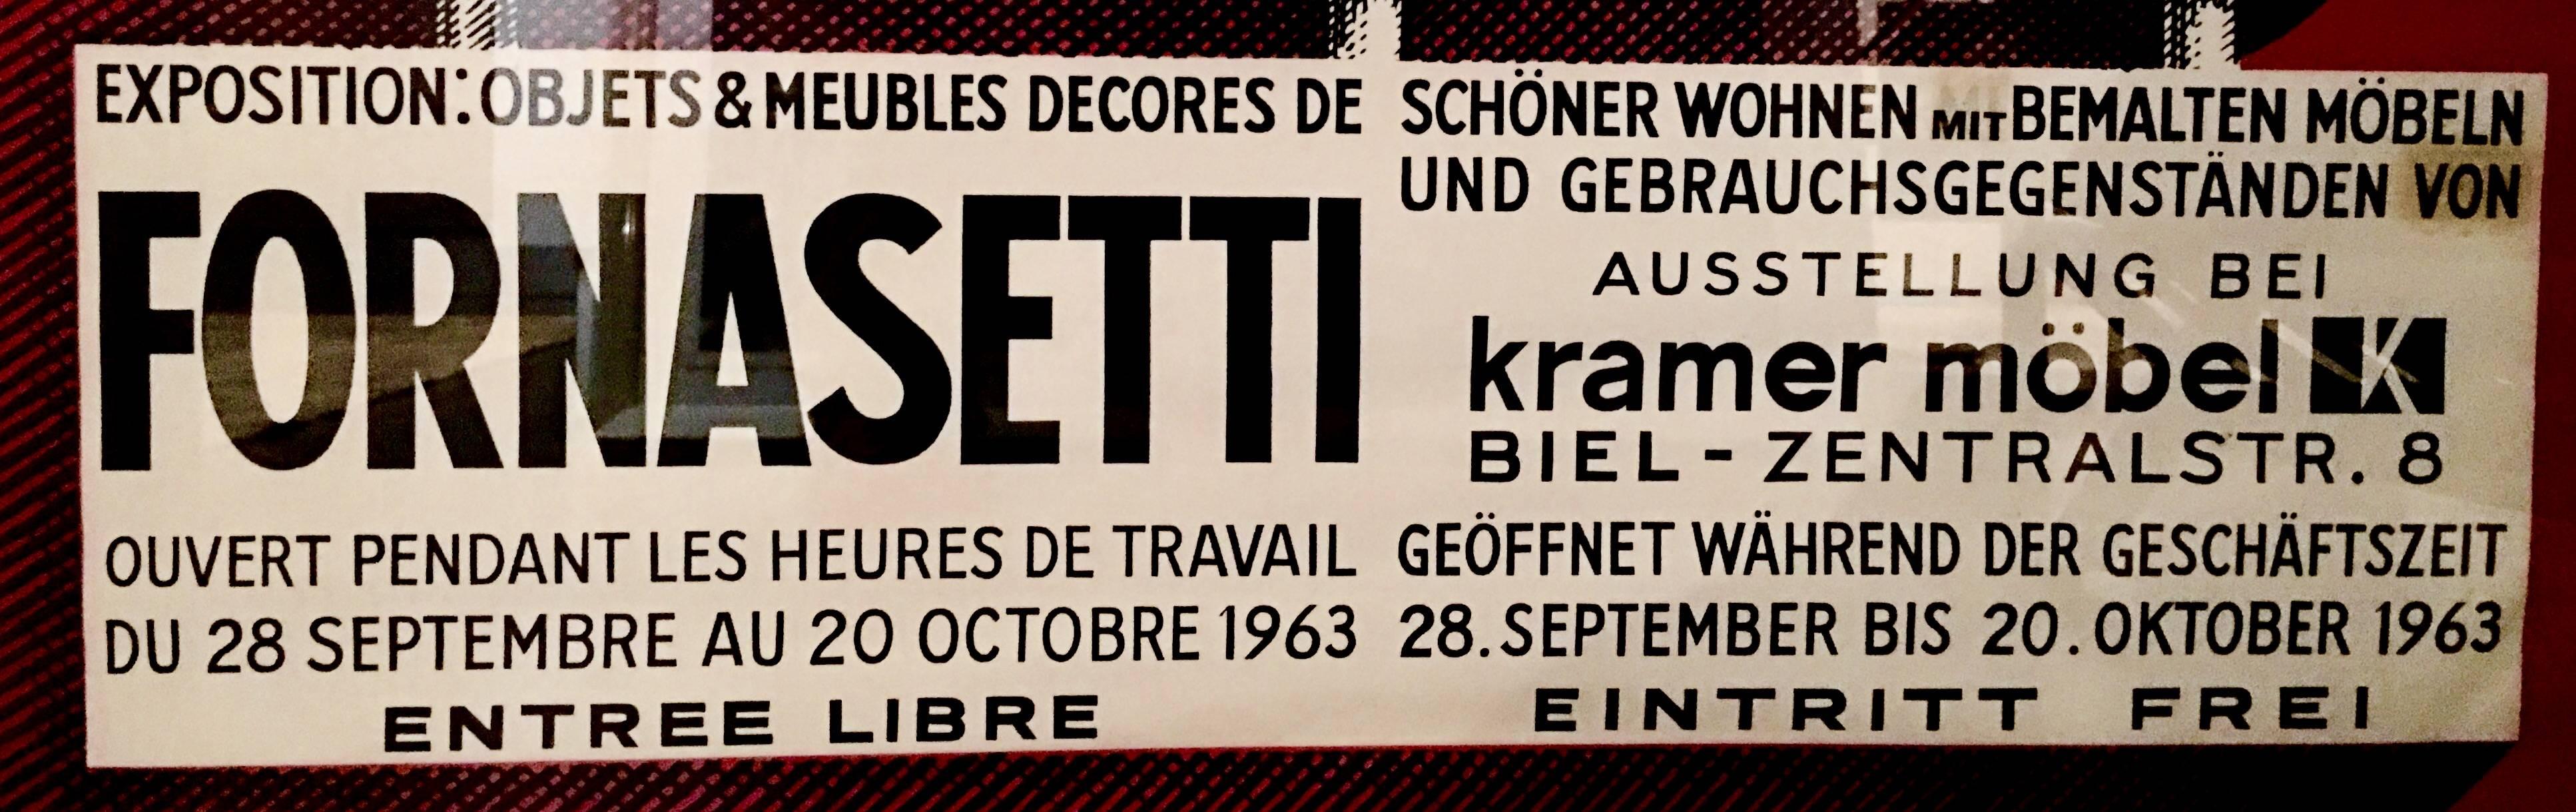 EXPOSITION: OBJETS & MEUBLES DECORES DE
FORNASETTI
OUVERT PENDANT LES HEURES DE TRAVAIL
DU 28 SEPTEMBRE AU 20 OCTOBRE 1963
ENTREE LIBRE
SCHÖNER WOHNEN MIT BEMALTEN MÖBELN
UND GEBRAUCHSGEGENSTÄNDEN VON
AUSSTELLUNG BEI
kramer möbel K
BIEL - ZENTRALSTR. 8
GEÖFFNET WÄHREND DER GESCHÄFTSZEIT
28. SEPTEMBER BIS 20. OKTOBER 1963
EINTRITT FREI